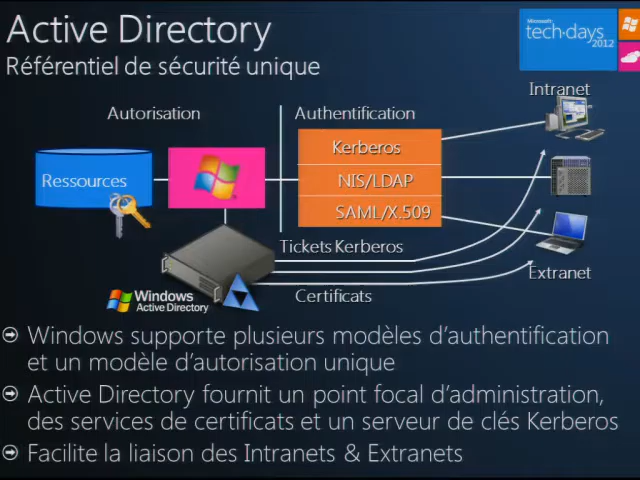 Active Directory
Référentiel de sécurité unique
Microsoft
tech·days
2012
Intranet
Autorisation
Authentification
Kerberos
Ressources
NIS/LDAP
SAML/X.509
Tickets Kerberos
Extranet
Windows
Active Directory
Certificats
Windows supporte plusieurs modèles d'authentification
et un modèle d'autorisation unique
Active Directory fournit un point focal d'administration,
des services de certificats et un serveur de clés Kerberos
Facilite la liaison des Intranets & Extranets